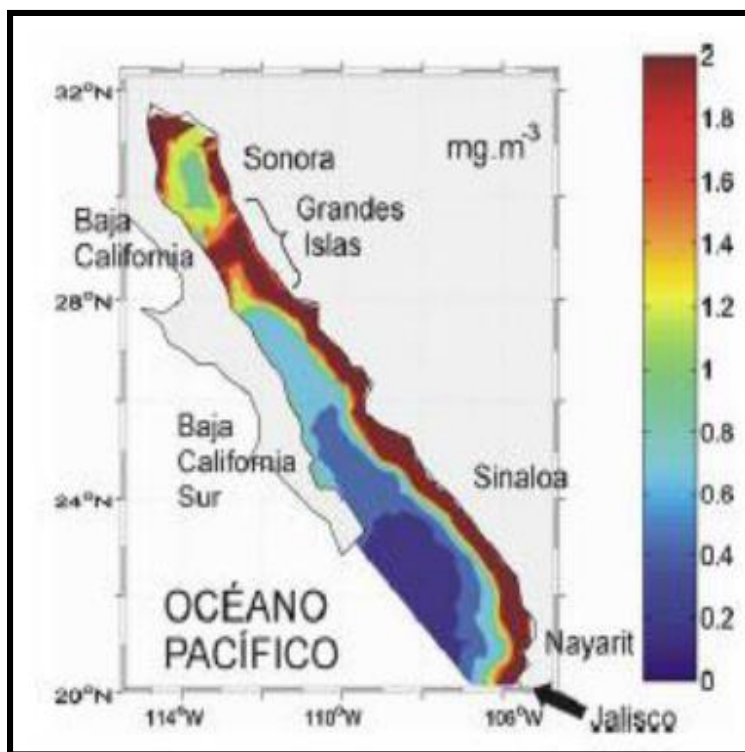 32°N
28°N
24°N
20°N
114°W
110°W
106°W
Sonora
mg.m-3
Grandes
Islas
Baja
California
Baja
California
Sur
Sinaloa
OCÉANO
PACÍFICO
Nayarit
Jalisco
2
1.8
1.6
1.4
1.2
1
0.8
0.6
0.4
0.2
0